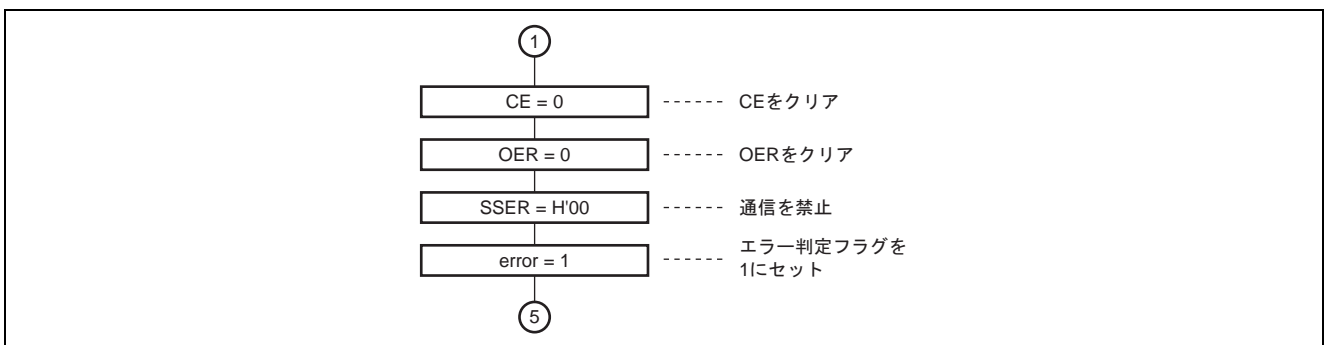 1
CE = 0 ------ CEをクリア
OER = 0 ------ OERをクリア
SSER = H'00 ------ 通信を禁止
error = 1 ------ エラー判定フラグを
1にセット
5